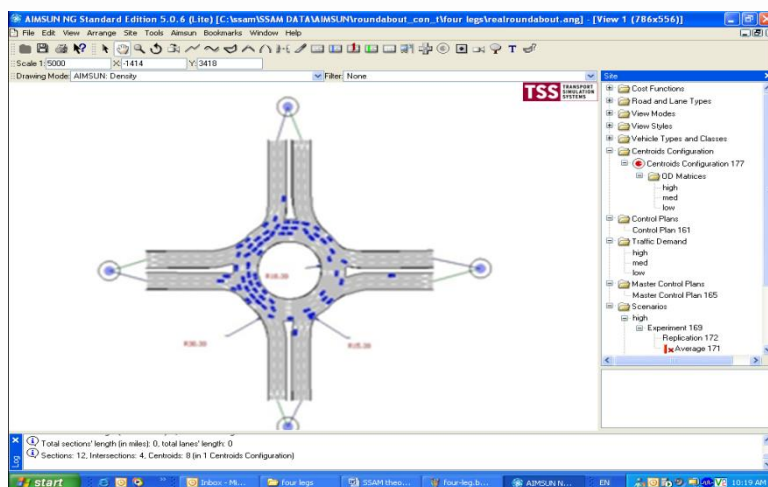 AIMSUN NG Standard Edition 5.0.6 (Lite) [C:\ssam\SSAM DATA\AIMSUN\roundabout_con_t\four legs\realroundabout.ang] - [View 1 (786x556)]
File Edit View Arrange Site Tools Aimsun Bookmarks Window Help
Scale 1: 5000 X: -1414 Y: 3418
Drawing Mode: AIMSUN: Density Filter: None
Site
TSS TRANSPORT SIMULATION SYSTEMS
Cost Functions
Road and Lane Types
View Modes
View Styles
Vehicle Types and Classes
Centroids Configuration
Centroids Configuration 177
OD Matrices
high
med
low
Control Plans
Control Plan 161
Traffic Demand
high
med
low
Master Control Plans
Master Control Plan 165
Scenarios
high
Experiment 169
Replication 172
Average 171
Log
Total sections' length (in miles): 0, total lanes' length: 0
Sections: 12, Intersections: 4, Centroids: 8 (in 1 Centroids Configuration)
start
Inbox - Mi...
four legs
SSAM theo...
four-leg.b...
AIMSUN N...
EN
10:19 AM